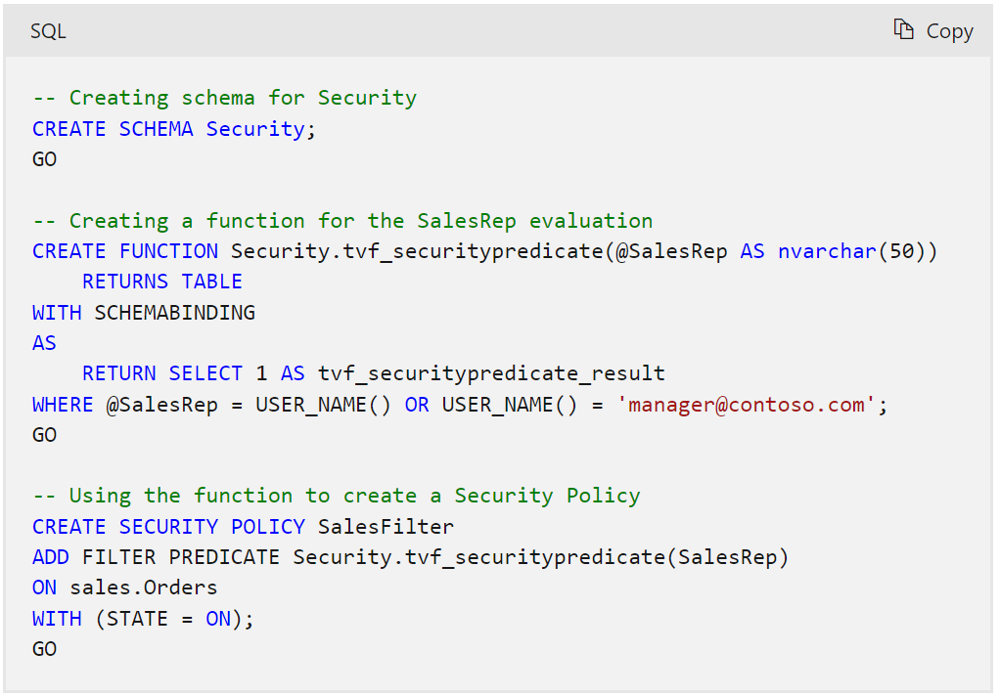 SQL
Copy
-- Creating schema for Security
CREATE SCHEMA Security;
GO
-- Creating a function for the SalesRep evaluation
CREATE FUNCTION Security.tvf_securitypredicate(@SalesRep AS nvarchar(50))
    RETURNS TABLE
WITH SCHEMABINDING
AS
    RETURN SELECT 1 AS tvf_securitypredicate_result
WHERE @SalesRep = USER_NAME() OR USER_NAME() = 'manager@contoso.com';
GO
-- Using the function to create a Security Policy
CREATE SECURITY POLICY SalesFilter
ADD FILTER PREDICATE Security.tvf_securitypredicate(SalesRep)
ON sales.Orders
WITH (STATE = ON);
GO